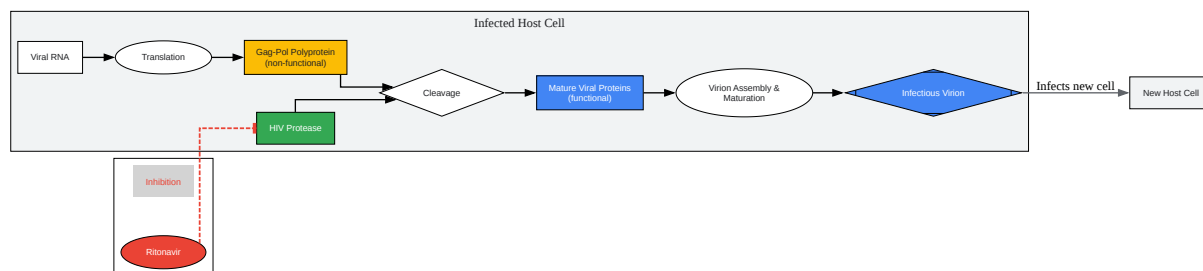 Infected Host Cell
Viral RNA
Translation
Gag-Pol Polyprotein
(non-functional)
Cleavage
Mature Viral Proteins
(functional)
Virion Assembly &
Maturation
Infectious Virion
Infects new cell
New Host Cell
HIV Protease
Inhibition
Ritonavir